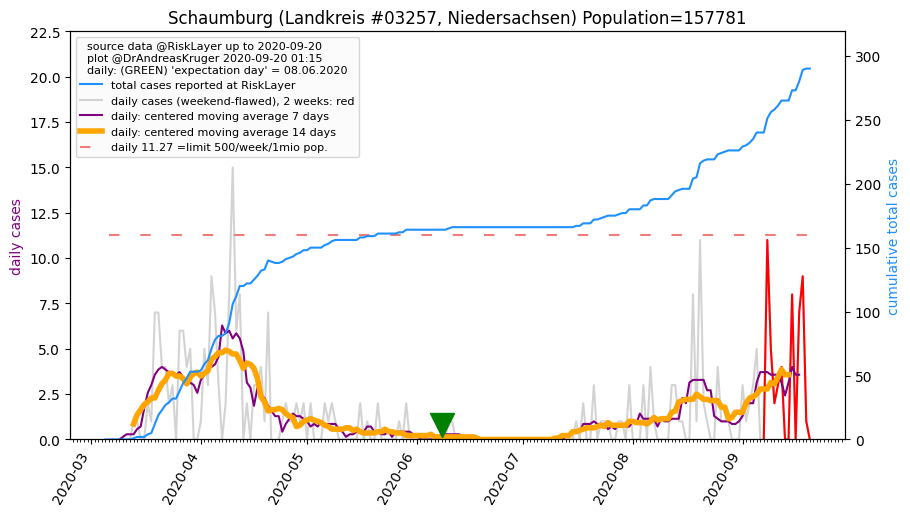 Schaumburg (Landkreis #03257, Niedersachsen) Population=157781
source data @RiskLayer up to 2020-09-20
plot @DrAndreasKruger 2020-09-20 01:15
daily: (GREEN) 'expectation day' = 08.06.2020
total cases reported at RiskLayer
daily cases (weekend-flawed), 2 weeks: red
daily: centered moving average 7 days
daily: centered moving average 14 days
daily 11.27 =limit 500/week/1mio pop.
daily cases
22.5
20.0
17.5
15.0
12.5
10.0
7.5
5.0
2.5
0.0
2020-03
2020-04
2020-05
2020-06
2020-07
2020-08
2020-09
300
250
200
150
100
50
0
cumulative total cases